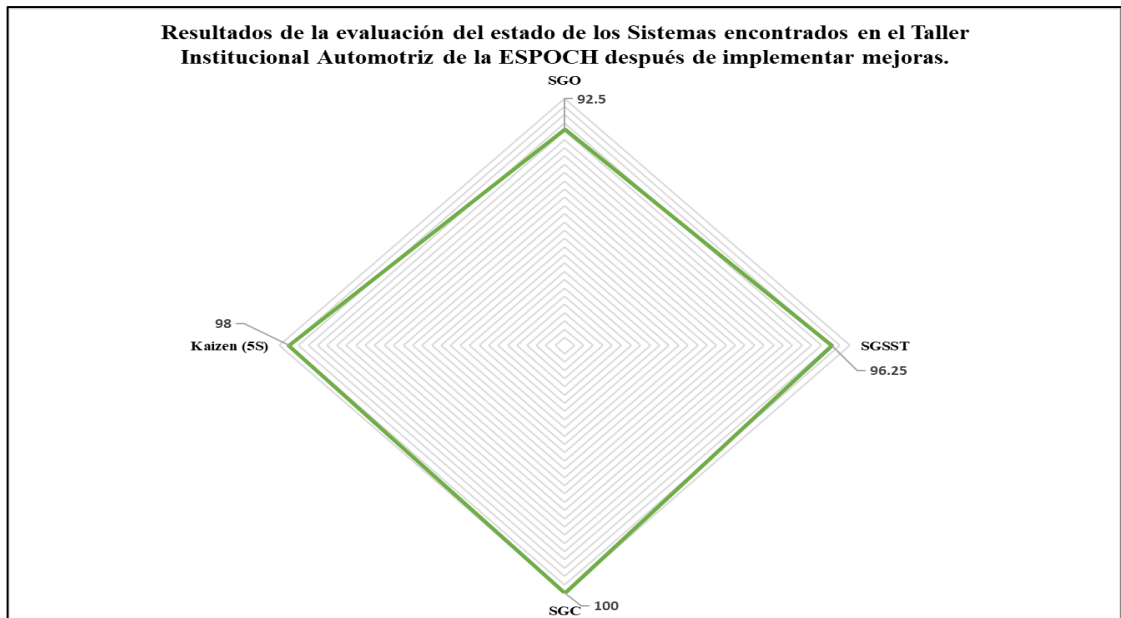 Resultados de la evaluación del estado de los Sistemas encontrados en el Taller
Institucional Automotriz de la ESPOCH después de implementar mejoras.
SGO
92.5
98
Kaizen (5S)
SGSST
96.25
SGC
100